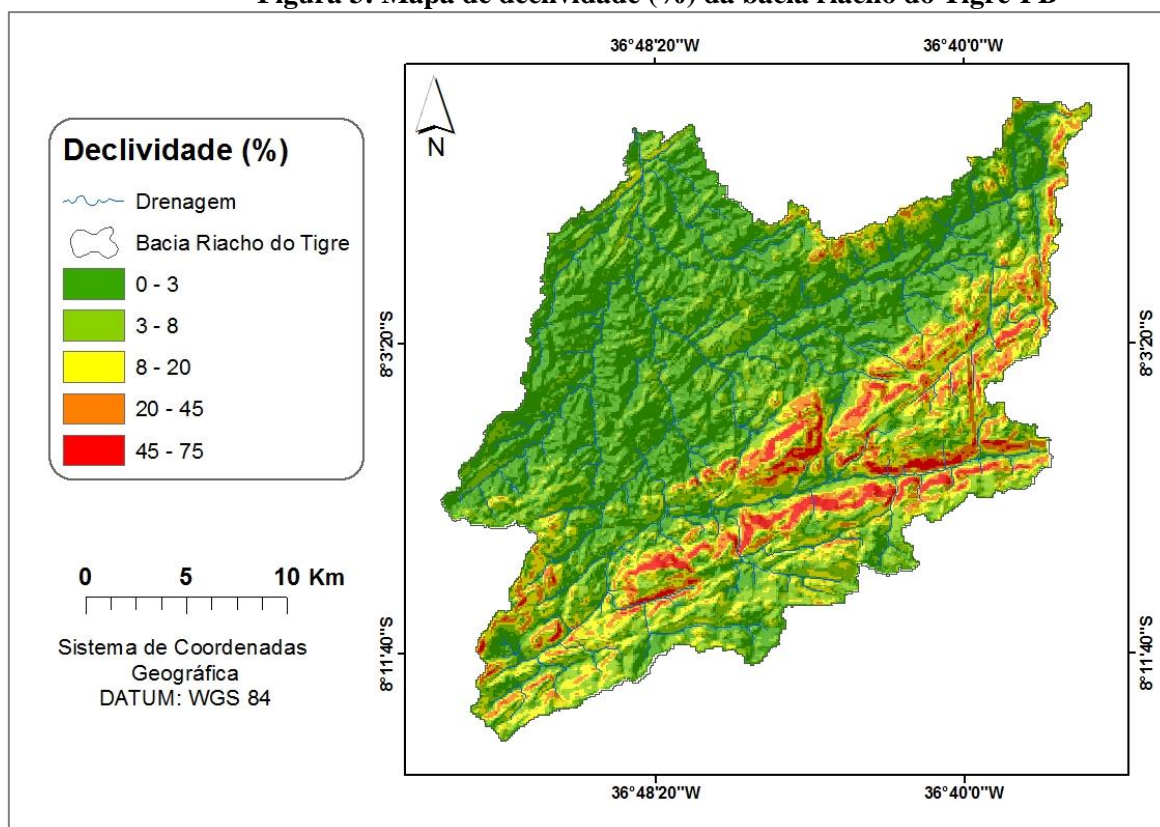 Figura 3: Mapa de declividade (%) da bacia riacho do Tigre-PB
36°48'20"W
36°40'0"W
N
Declividade (%)
Drenagem
Bacia Riacho do Tigre
0 - 3
3 - 8
8 - 20
20 - 45
45 - 75
8°3'20"S
8°3'20"S
0 5 10 Km
Sistema de Coordenadas
Geográfica
DATUM: WGS 84
8°11'40"S
8°11'40"S
36°48'20"W
36°40'0"W